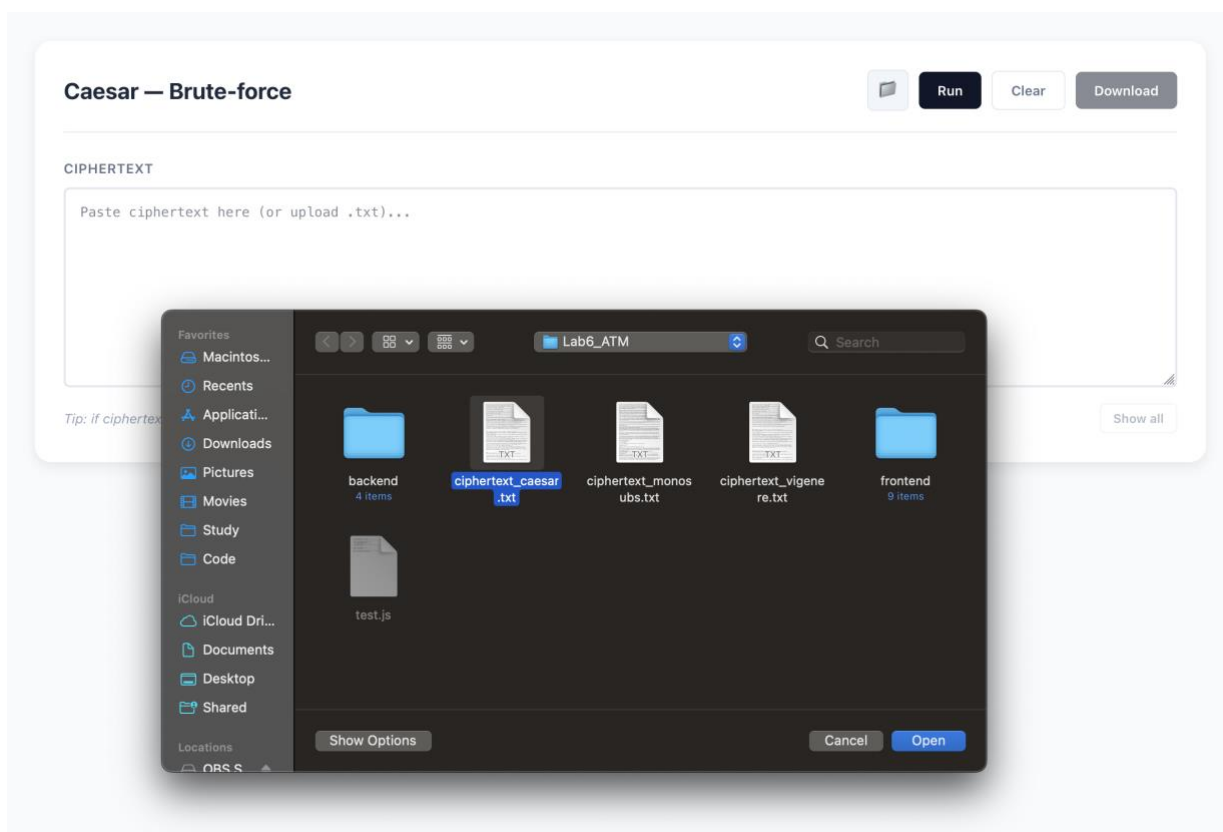 Caesar — Brute-force
Run
Clear
Download
CIPHERTEXT
Paste ciphertext here (or upload .txt)...
Tip: if ciphertex
Show all
Favorites
Macintos...
Recents
Applicati...
Downloads
Pictures
Movies
Study
Code
iCloud
iCloud Dri...
Documents
Desktop
Shared
Locations
OBS S
Lab6_ATM
Search
TXT
TXT
TXT
backend
4 items
ciphertext_caesar
.txt
ciphertext_monos
ubs.txt
ciphertext_vigene
re.txt
frontend
9 items
test.js
Show Options
Cancel
Open